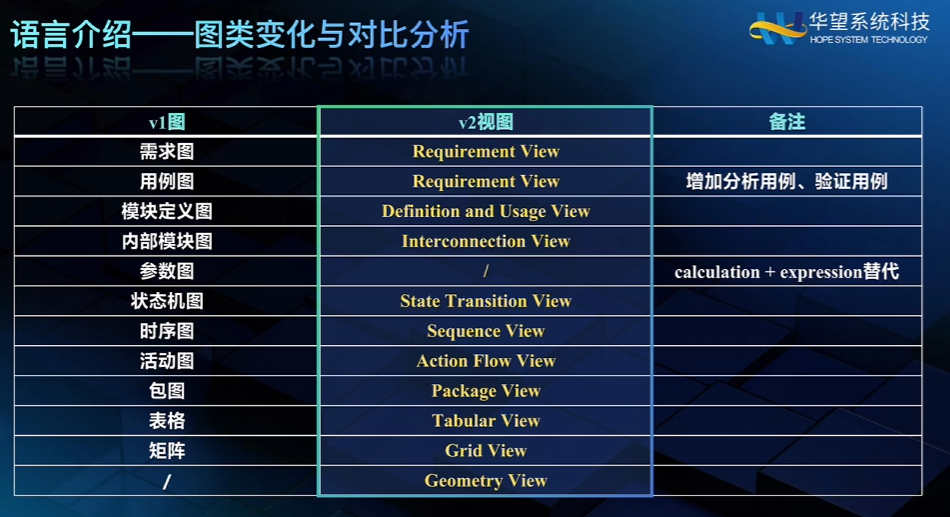 语言介绍——图类变化与对比分析
华望系统科技
HOPE SYSTEM TECHNOLOGY
v1图 v2视图 备注
需求图 Requirement View
用例图 Requirement View 增加分析用例、验证用例
模块定义图 Definition and Usage View
内部模块图 Interconnection View
参数图 / calculation + expression替代
状态机图 State Transition View
时序图 Sequence View
活动图 Action Flow View
包图 Package View
表格 Tabular View
矩阵 Grid View
/ Geometry View